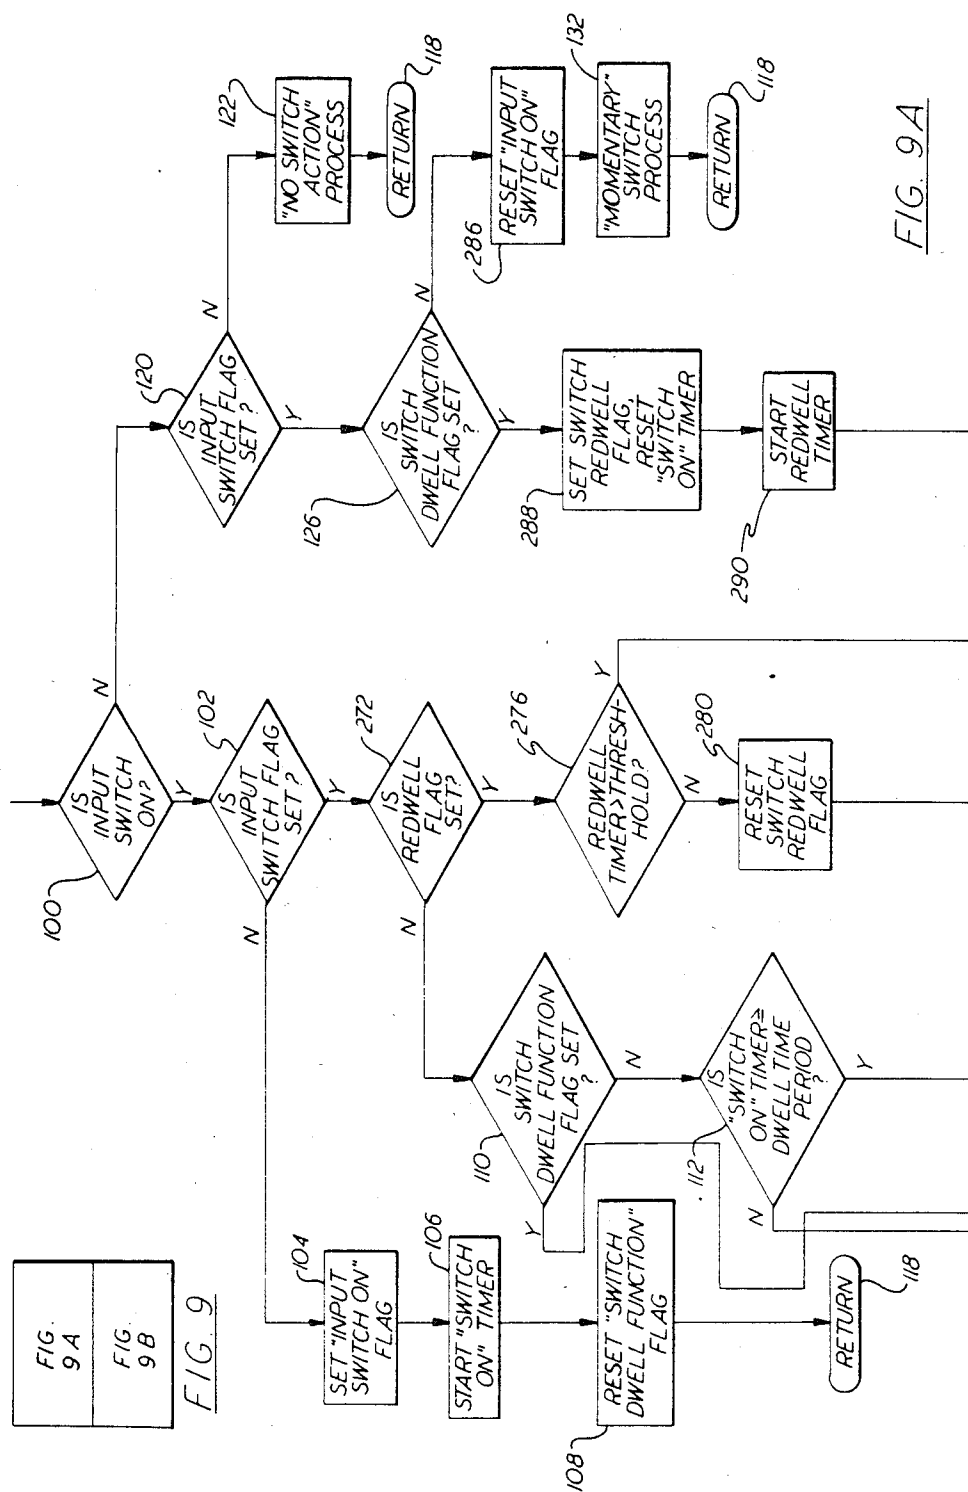 FIG.
9A
FIG.
9B
FIG. 9
100
IS
INPUT
SWITCH
ON?
N
Y
102
IS
INPUT
SWITCH FLAG
SET?
N
Y
104
SET "INPUT
SWITCH ON"
FLAG
106
START "SWITCH
ON" TIMER
108
RESET "SWITCH
DWELL FUNCTION"
FLAG
RETURN
118
272
IS
REDWELL
FLAG
SET?
N
Y
110
IS
SWITCH
DWELL FUNCTION
FLAG SET
?
Y
N
112
IS
"SWITCH
ON" TIMER≥
DWELL TIME
PERIOD
?
N
Y
276
REDWELL
TIMER>THRESH-
HOLD?
Y
N
280
RESET
SWITCH
REDWELL
FLAG
120
IS
INPUT
SWITCH FLAG
SET?
N
Y
122
"NO SWITCH
ACTION"
PROCESS
RETURN
118
126
IS
SWITCH
DWELL FUNCTION
FLAG SET
?
N
Y
286
RESET "INPUT
SWITCH ON"
FLAG
132
"MOMENTARY"
SWITCH
PROCESS
RETURN
118
288
SET SWITCH
REDWELL
FLAG,
RESET
"SWITCH
ON" TIMER
290
START
REDWELL
TIMER
FIG. 9A